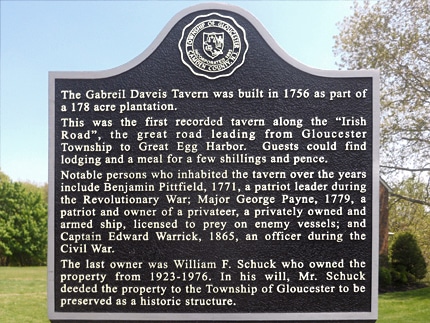 TOWNSHIP OF GLOUCESTER
CAMDEN COUNTY N.J.
The Gabreil Daveis Tavern was built in 1756 as part of
a 178 acre plantation.
This was the first recorded tavern along the "Irish
Road", the great road leading from Gloucester
Township to Great Egg Harbor. Guests could find
lodging and a meal for a few shillings and pence.
Notable persons who inhabited the tavern over the years
include Benjamin Pittfield, 1771, a patriot leader during
the Revolutionary War; Major George Payne, 1779, a
patriot and owner of a privateer, a privately owned and
armed ship, licensed to prey on enemy vessels; and
Captain Edward Warrick, 1865, an officer during the
Civil War.
The last owner was William F. Schuck who owned the
property from 1923-1976. In his will, Mr. Schuck
deeded the property to the Township of Gloucester to be
preserved as a historic structure.